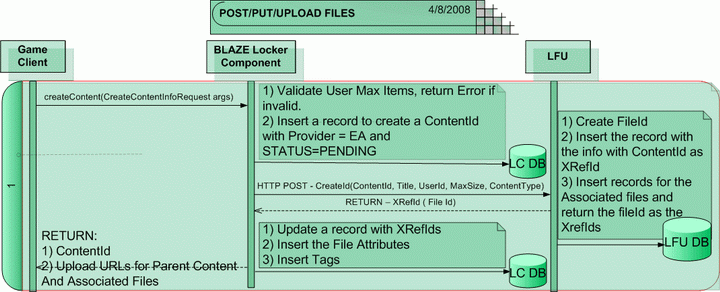 POST/PUT/UPLOAD FILES
4/8/2008
Game
Client
BLAZE Locker
Component
LFU
createContent(CreateContentInfoRequest args)
1) Validate User Max Items, return Error if
invalid.
2) Insert a record to create a ContentId
with Provider = EA and
STATUS=PENDING
LC DB
1) Create FileId
2) Insert the record with
the info with ContentId as
XRefId
3) Insert records for the
Associated files and
return the fileId as the
XrefIds
LFU DB
1
HTTP POST - CreateId(ContentId, Title, UserId, MaxSize, ContentType)
RETURN – XRefId ( File Id)
1) Update a record with XRefIds
2) Insert the File Attributes
3) Insert Tags
LC DB
RETURN:
1) ContentId
2) Upload URLs for Parent Content
And Associated Files